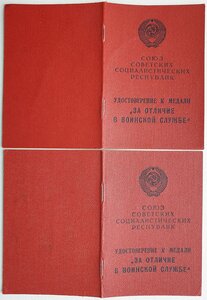 СОЮЗ
СОВЕТСКИХ
СОЦИАЛИСТИЧЕСКИХ
РЕСПУБЛИК
УДОСТОВЕРЕНИЕ К МЕДАЛИ
„ЗА ОТЛИЧИЕ
В ВОИНСКОЙ СЛУЖБЕ“
СОЮЗ
СОВЕТСКИХ
СОЦИАЛИСТИЧЕСКИХ
РЕСПУБЛИК
УДОСТОВЕРЕНИЕ К МЕДАЛИ
„ЗА ОТЛИЧИЕ
В ВОИНСКОЙ СЛУЖБЕ“